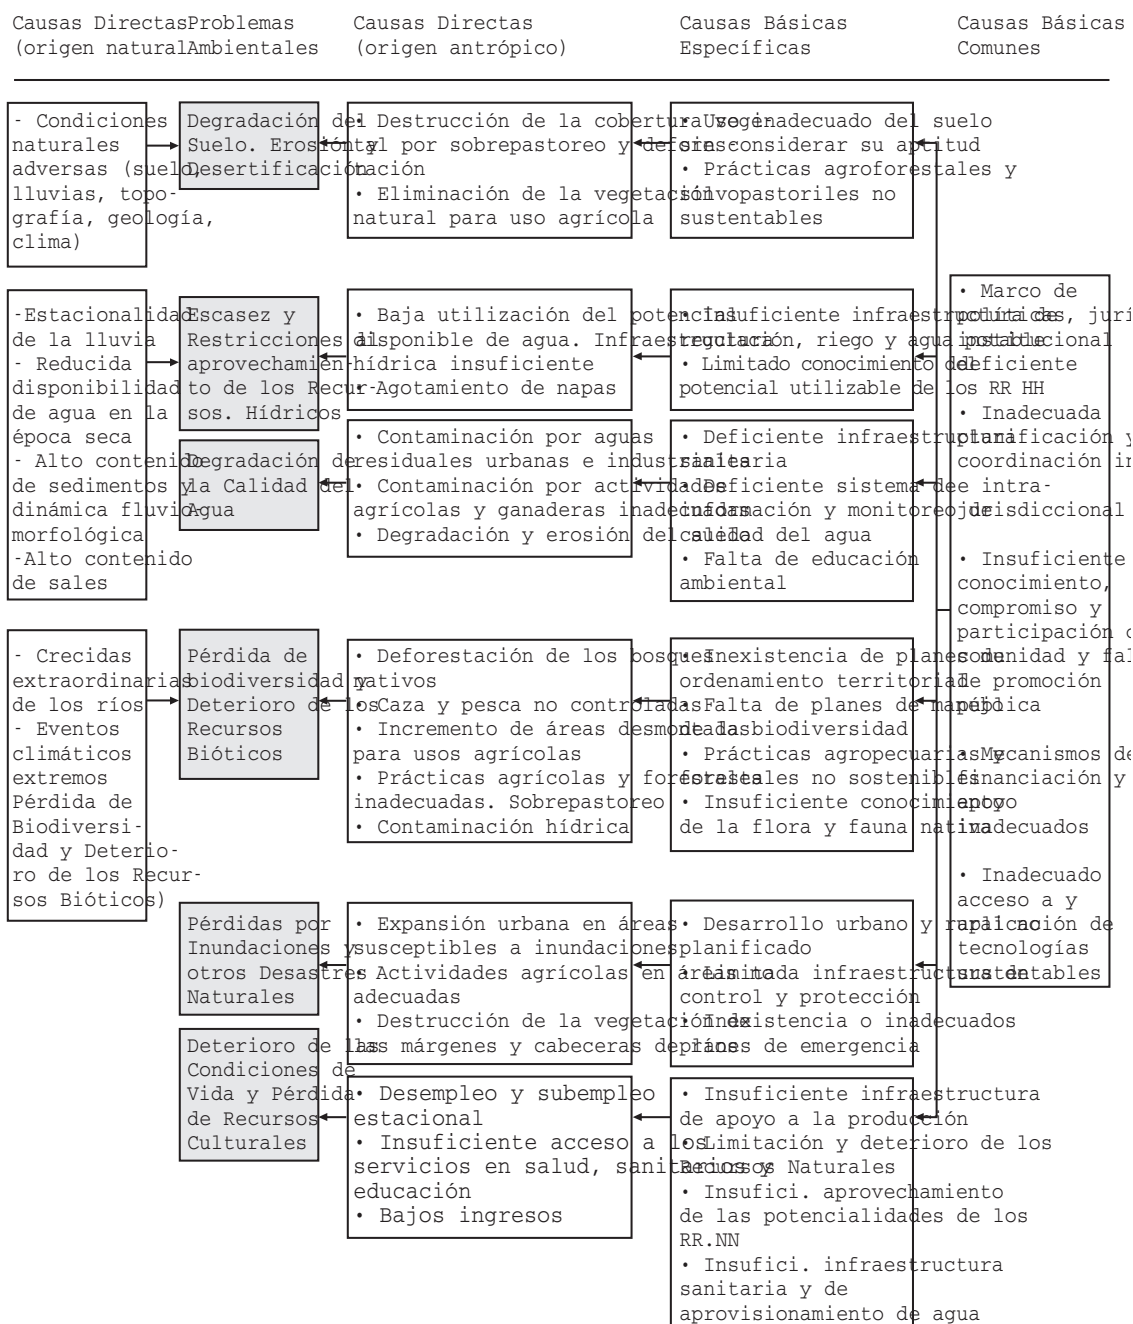 Causas Directas
(origen natural
Problemas
Ambientales
Causas Directas
(origen antrópico)
Causas Básicas
Específicas
Causas Básicas
Comunes
- Condiciones
naturales
adversas (suelo,
lluvias, topo-
grafía, geología,
clima)
Degradación del
Suelo. Erosión y
Desertificación
• Destrucción de la cobertura vege-
tal por sobrepastoreo y defores-
tación
• Eliminación de la vegetación
natural para uso agrícola
• Uso inadecuado del suelo
sin considerar su aptitud
• Prácticas agroforestales y
silvopastoriles no
sustentables
-Estacionalidad
de la lluvia
- Reducida
disponibilidad
de agua en la
época seca
- Alto contenido
de sedimentos y
dinámica fluvio-
morfológica
-Alto contenido
de sales
Escasez y
Restricciones al
aprovechamien-
to de los Recur-
sos. Hídricos
• Baja utilización del potencial
disponible de agua. Infraestructura
hídrica insuficiente
• Agotamiento de napas
• Insuficiente infraestructura de
regulación, riego y agua potable
• Limitado conocimiento del
potencial utilizable de los RR HH
Degradación de
la Calidad del
Agua
• Contaminación por aguas
residuales urbanas e industriales
• Contaminación por actividades
agrícolas y ganaderas inadecuadas
• Degradación y erosión del suelo
• Deficiente infraestructura
sanitaria
• Deficiente sistema de
información y monitoreo de
calidad del agua
• Falta de educación
ambiental
- Crecidas
extraordinarias
de los ríos
- Eventos
climáticos
extremos
Pérdida de
Biodiversi-
dad y Deterio-
ro de los Recur-
sos Bióticos)
Pérdida de
biodiversidad y
Deterioro de los
Recursos
Bióticos
• Deforestación de los bosques
nativos
• Caza y pesca no controladas
• Incremento de áreas desmontadas
para usos agrícolas
• Prácticas agrícolas y forestales
inadecuadas. Sobrepastoreo
• Contaminación hídrica
• Inexistencia de planes de
ordenamiento territorial
• Falta de planes de manejo
de la biodiversidad
• Prácticas agropecuarias y
forestales no sostenibles
• Insuficiente conocimiento
de la flora y fauna nativa
Pérdidas por
Inundaciones y
otros Desastres
Naturales
• Expansión urbana en áreas
susceptibles a inundaciones
• Actividades agrícolas en áreas no
adecuadas
• Destrucción de la vegetación de
las márgenes y cabeceras de ríos
• Desarrollo urbano y rural no
planificado
• Limitada infraestructura de
control y protección
• Inexistencia o inadecuados
planes de emergencia
Deterioro de las
Condiciones de
Vida y Pérdida
de Recursos
Culturales
• Desempleo y subempleo
estacional
• Insuficiente acceso a los
servicios en salud, sanitarios y
educación
• Bajos ingresos
• Insuficiente infraestructura
de apoyo a la producción
• Limitación y deterioro de los
Recursos Naturales
• Insufici. aprovechamiento
de las potencialidades de los
RR.NN
• Insufici. infraestructura
sanitaria y de
aprovisionamiento de agua
• Marco de
políticas, jurí
institucional
deficiente
• Inadecuada
planificación y
coordinación in
e intra-
jurisdiccional
• Insuficiente
conocimiento,
compromiso y
participación
comunidad y fal
de promoción
pública
• Mecanismos de
financiación y
apoyo
inadecuados
• Inadecuado
acceso a y
aplicación de
tecnologías
sustentables